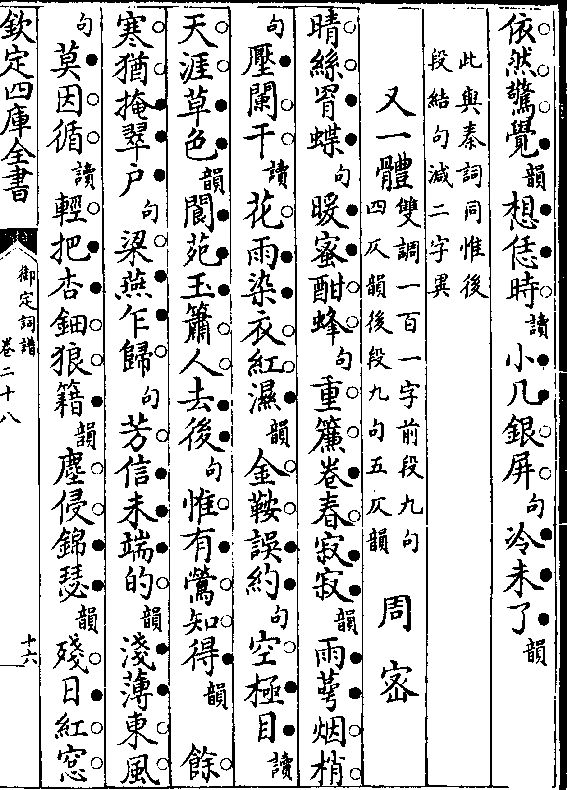 依然驚覺韻想恁時讀小几銀屏句冷未了韻
此與秦詞同惟後
段結句減二字異
又一體雙調一百一字前段九句
四仄韻後段九句五仄韻
周密
晴絲罥蝶句暖蜜酣蜂句重簾卷春寂寂韻雨萼烟梢
句壓闌干讀花雨染衣紅濕韻金鞍誤約句空極目讀
天涯草色韻閬苑玉簫人去後句惟有鶯知得韻 餘
寒猶掩翠户句梁燕乍歸句芳信未端的韻淺薄東風
句莫因循讀輕把杏鈿狼籍韻塵侵錦瑟韻殘日紅窓
欽定四庫全書
御定詞譜
卷二十八
十六